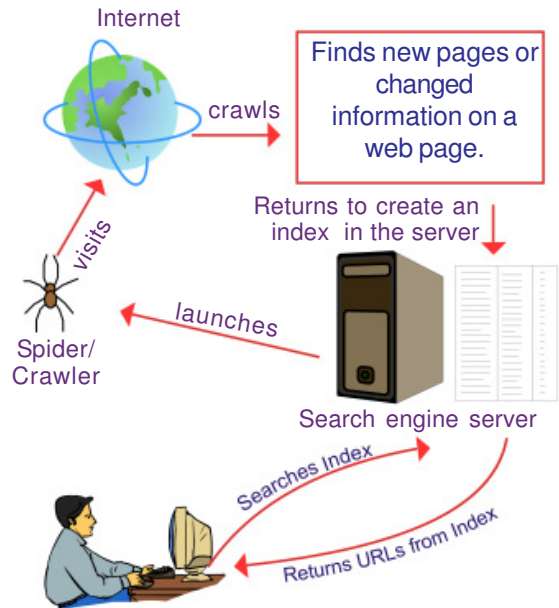 Internet
crawls
Finds new pages or
changed
information on a
web page.
Returns to create an
index in the server
visits
launches
Spider/
Crawler
Search engine server
Searches Index
Returns URLs from Index